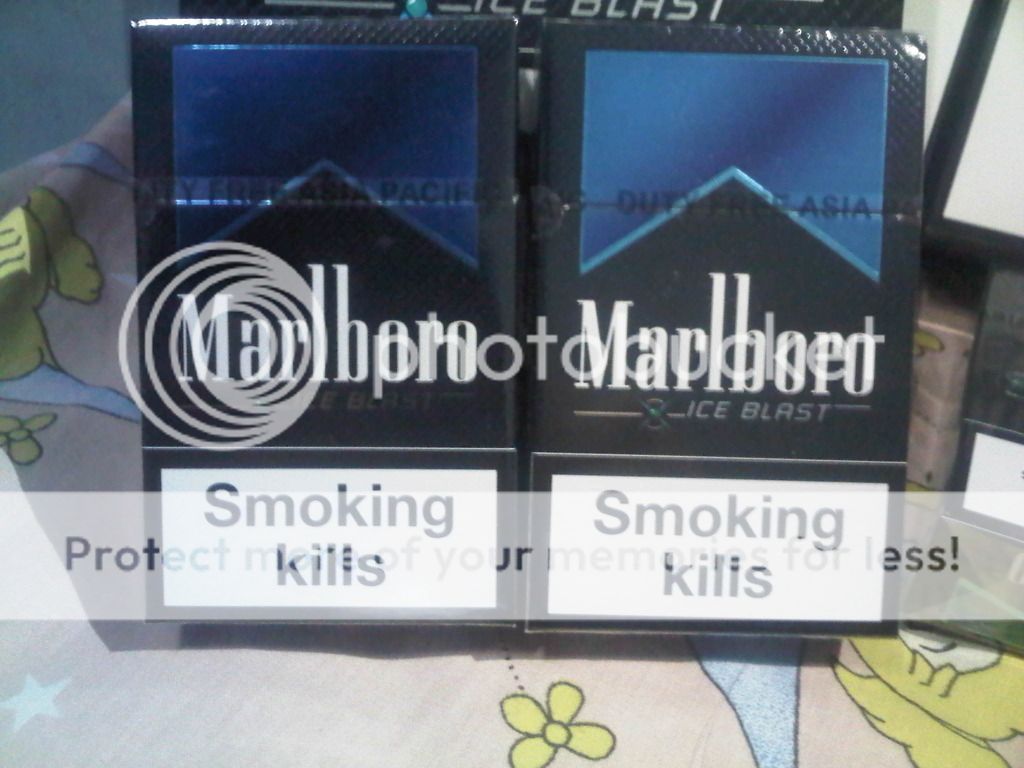 ICE BLAST
DUTY FREE ASIA PACIFIC
DUTY FREE ASIA
Marlboro
ICE BLAST
Marlboro
ICE BLAST
photobucket
Smoking
kills
Smoking
kills
Protect more of your memories for less!